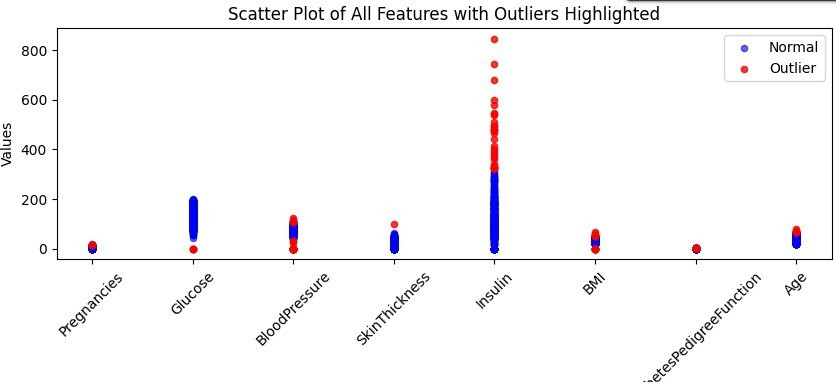 Scatter Plot of All Features with Outliers Highlighted
Normal
Outlier
Values
800
600
400
200
0
Pregnancies
Glucose
BloodPressure
SkinThickness
Insulin
BMI
betesPedigreeFunction
Age